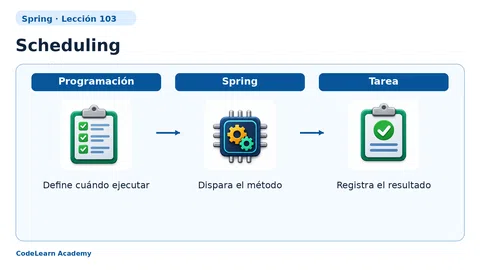 Spring · Lección 103
Scheduling
Programación
Spring
Tarea
Define cuándo ejecutar
Dispara el método
Registra el resultado
CodeLearn Academy